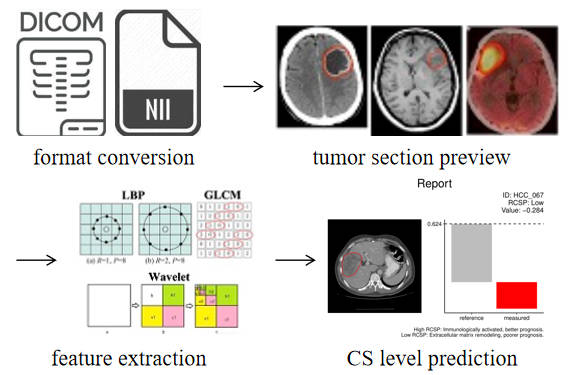 DICOM
NII
format conversion
tumor section preview
LBP
GLCM
(a) R=1, P=8
(b) R=2, P=8
Wavelet
feature extraction
Report
ID: HCC_067
RCSP: Low
Value: −0.284
0.624
reference
measured
High RCSP: Immunologically activated, better prognosis.
Low RCSP: Extracellular matrix remodeling, poorer prognosis.
CS level prediction